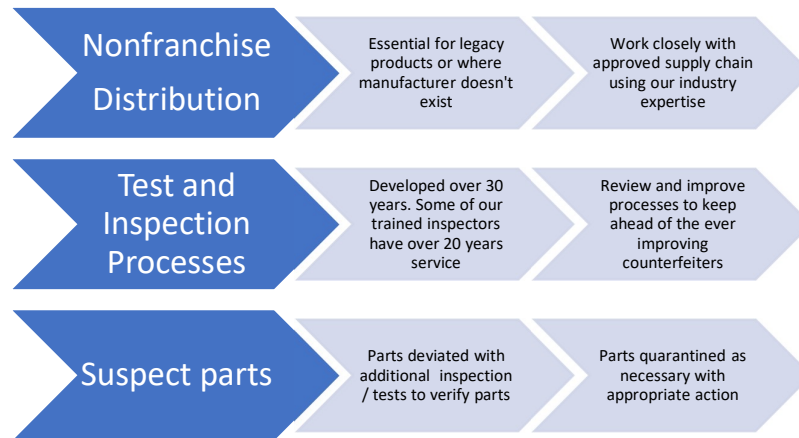 Nonfranchise
Distribution
Essential for legacy
products or where
manufacturer doesn't
exist
Work closely with
approved supply chain
using our industry
expertise
Test and
Inspection
Processes
Developed over 30
years. Some of our
trained inspectors
have over 20 years
service
Review and improve
processes to keep
ahead of the ever
improving
counterfeiters
Suspect parts
Parts deviated with
additional inspection
/ tests to verify parts
Parts quarantined as
necessary with
appropriate action